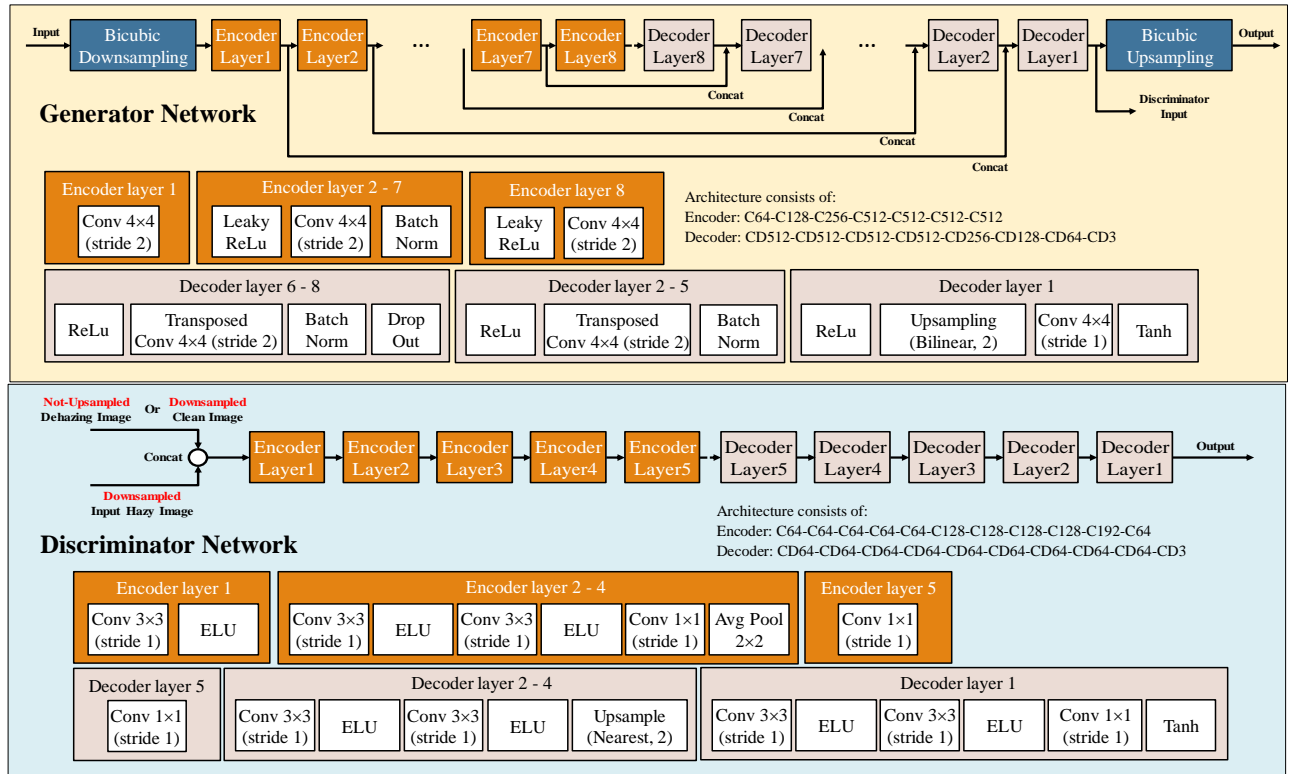 Input
Bicubic
Downsampling
Encoder
Layer1
Encoder
Layer2
...
Encoder
Layer7
Encoder
Layer8
Decoder
Layer8
Decoder
Layer7
...
Decoder
Layer2
Decoder
Layer1
Bicubic
Upsampling
Output
Concat
Concat
Concat
Concat
Discriminator
Input
Generator Network
Encoder layer 1
Conv 4×4
(stride 2)
Encoder layer 2 - 7
Leaky
ReLu
Conv 4×4
(stride 2)
Batch
Norm
Encoder layer 8
Leaky
ReLu
Conv 4×4
(stride 2)
Architecture consists of:
Encoder: C64-C128-C256-C512-C512-C512-C512
Decoder: CD512-CD512-CD512-CD512-CD256-CD128-CD64-CD3
Decoder layer 6 - 8
ReLu
Transposed
Conv 4×4 (stride 2)
Batch
Norm
Drop
Out
Decoder layer 2 - 5
ReLu
Transposed
Conv 4×4 (stride 2)
Batch
Norm
Decoder layer 1
ReLu
Upsampling
(Bilinear, 2)
Conv 4×4
(stride 1)
Tanh
Not-Upsampled
Dehazing Image
Or
Downsampled
Clean Image
Concat
Downsampled
Input Hazy Image
Encoder
Layer1
Encoder
Layer2
Encoder
Layer3
Encoder
Layer4
Encoder
Layer5
Decoder
Layer5
Decoder
Layer4
Decoder
Layer3
Decoder
Layer2
Decoder
Layer1
Output
Discriminator Network
Architecture consists of:
Encoder: C64-C64-C64-C64-C64-C128-C128-C128-C128-C192-C64
Decoder: CD64-CD64-CD64-CD64-CD64-CD64-CD64-CD64-CD64-CD3
Encoder layer 1
Conv 3×3
(stride 1)
ELU
Encoder layer 2 - 4
Conv 3×3
(stride 1)
ELU
Conv 3×3
(stride 1)
ELU
Conv 1×1
(stride 1)
Avg Pool
2×2
Encoder layer 5
Conv 1×1
(stride 1)
Decoder layer 5
Conv 1×1
(stride 1)
Decoder layer 2 - 4
Conv 3×3
(stride 1)
ELU
Conv 3×3
(stride 1)
ELU
Upsample
(Nearest, 2)
Decoder layer 1
Conv 3×3
(stride 1)
ELU
Conv 3×3
(stride 1)
ELU
Conv 1×1
(stride 1)
Tanh